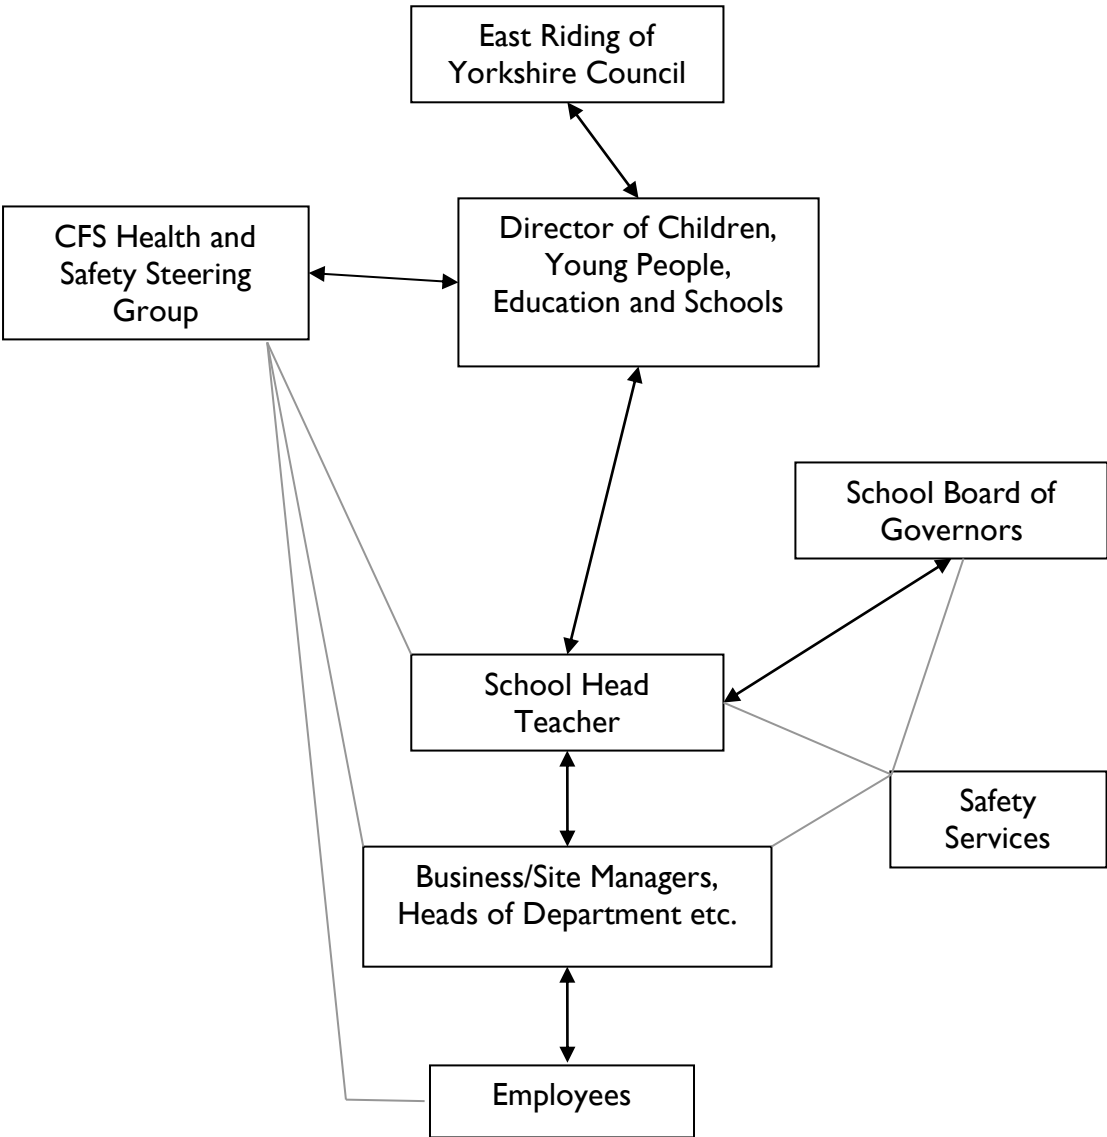 East Riding of
Yorkshire Council
CFS Health and
Safety Steering
Group
Director of Children,
Young People,
Education and Schools
School Board of
Governors
School Head
Teacher
Safety
Services
Business/Site Managers,
Heads of Department etc.
Employees